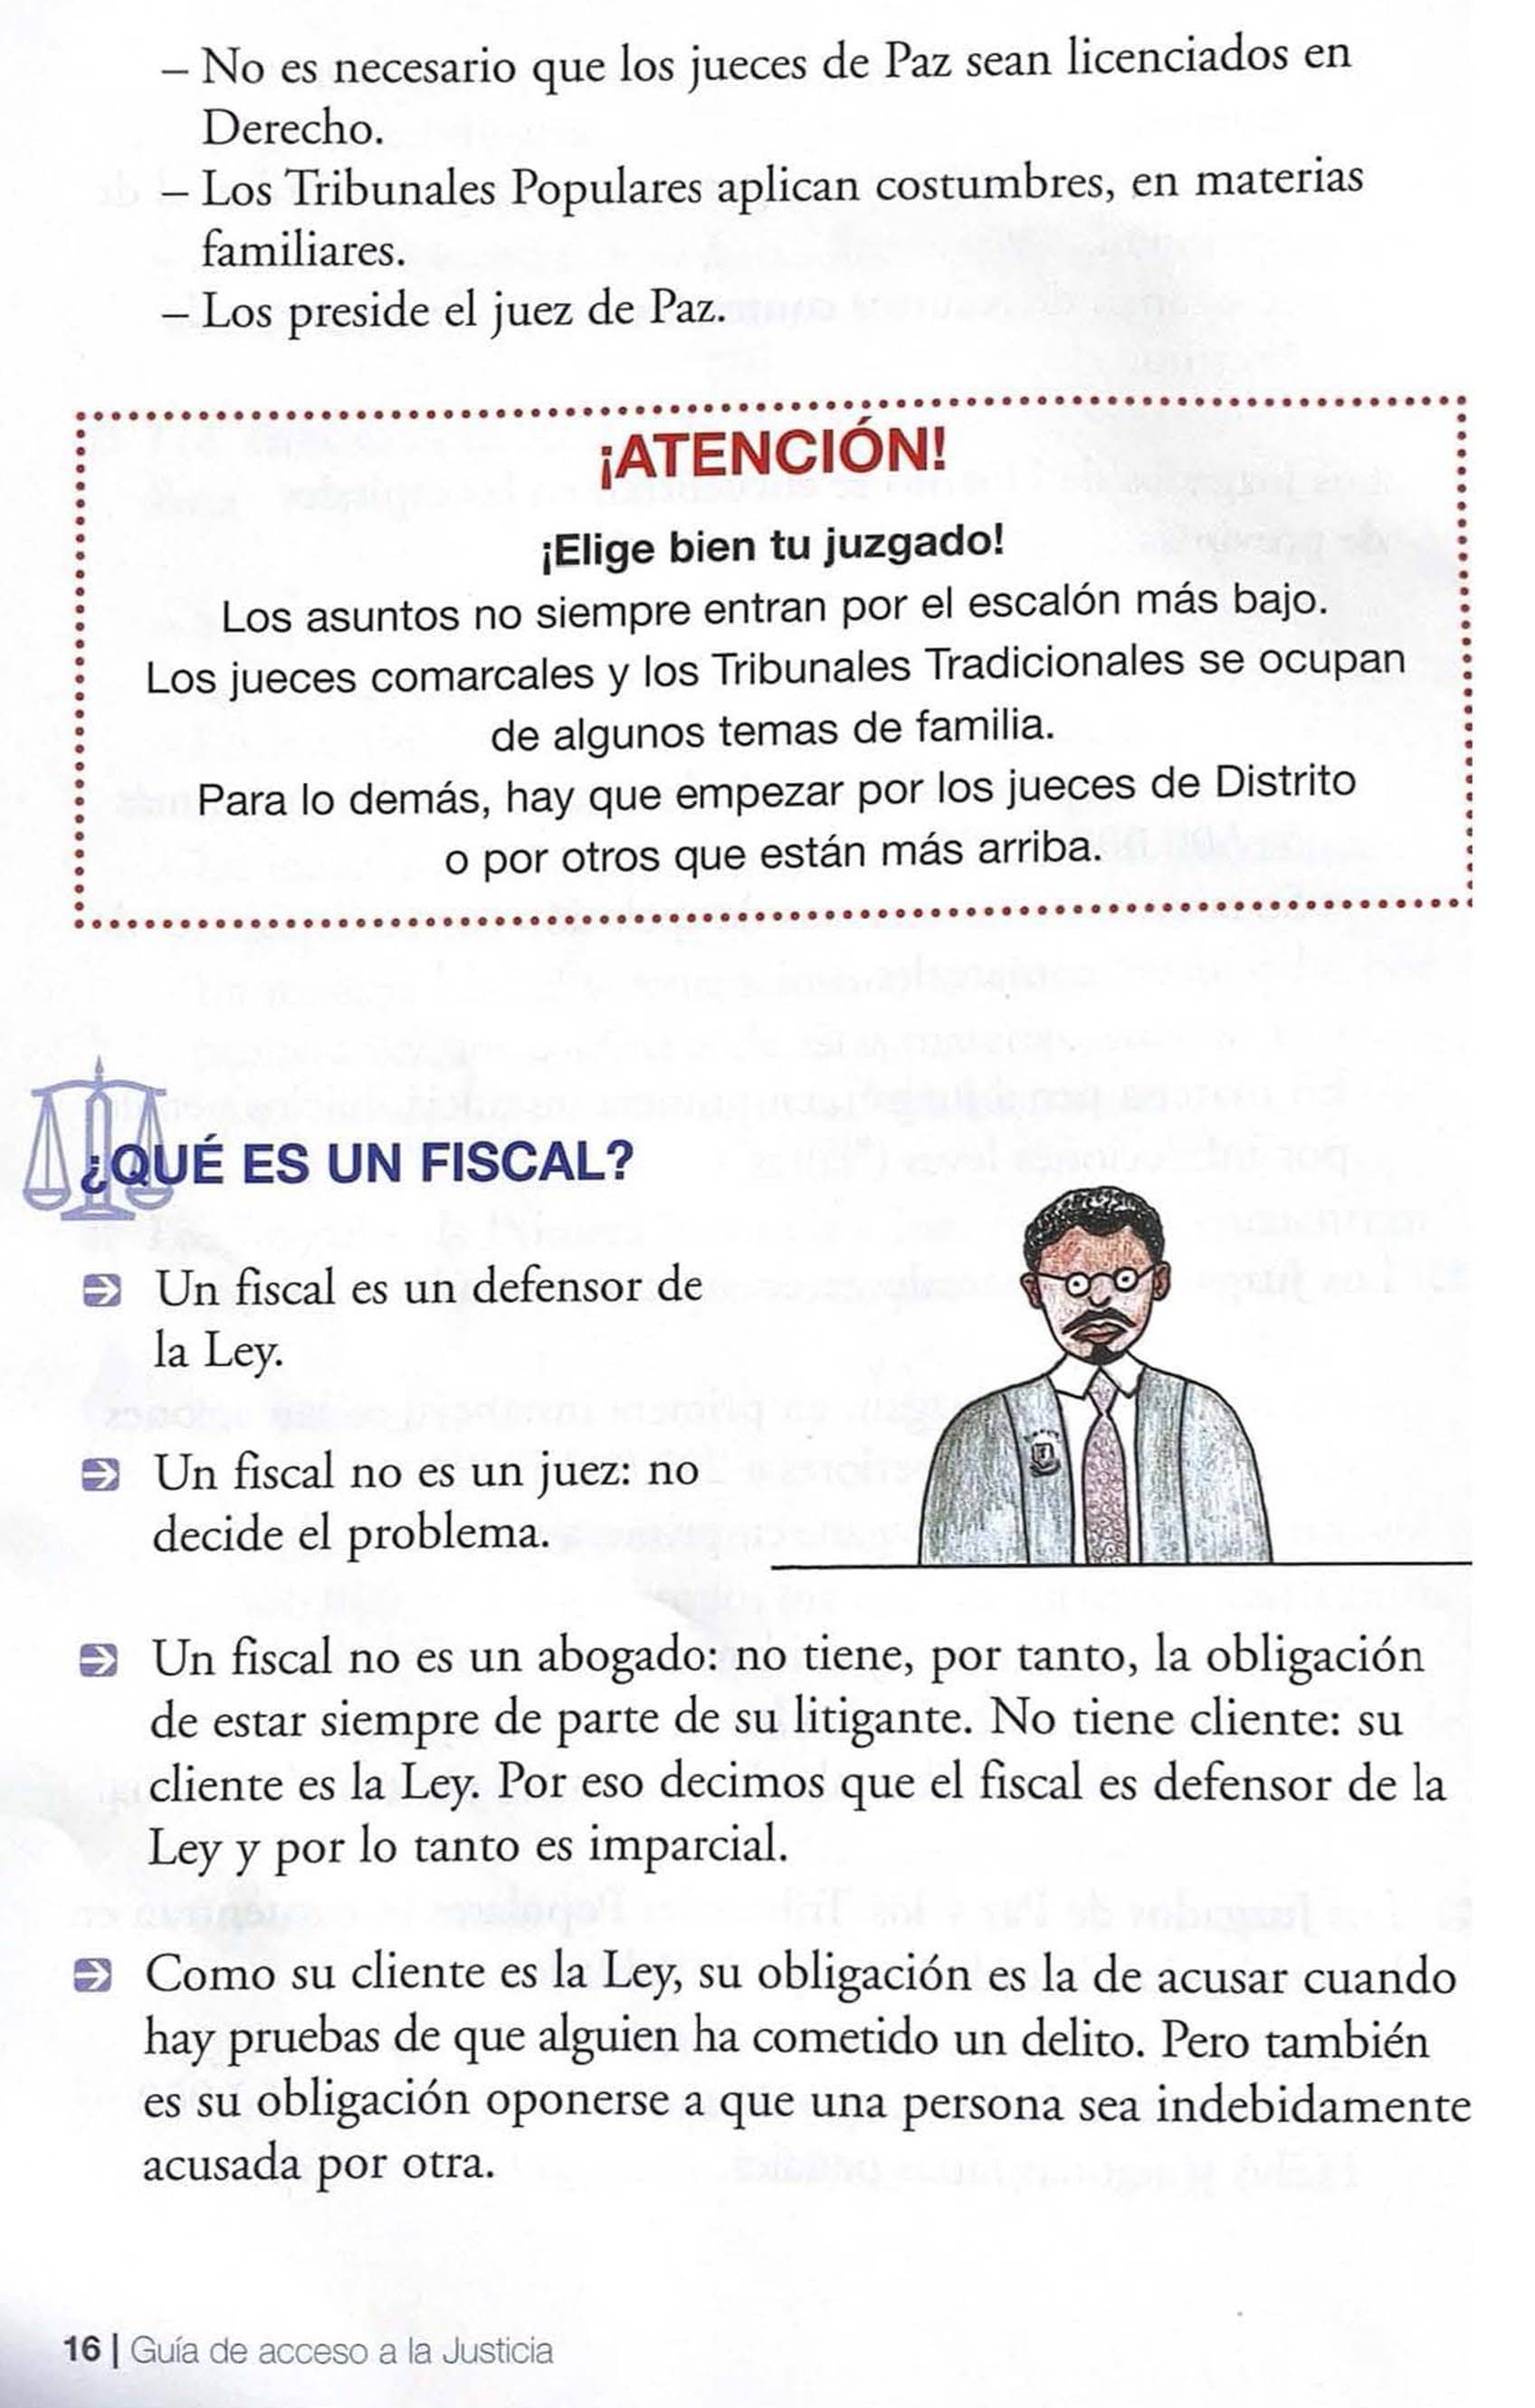 – No es necesario que los jueces de Paz sean licenciados en
Derecho.
– Los Tribunales Populares aplican costumbres, en materias
familiares.
– Los preside el juez de Paz.
¡ATENCIÓN!
¡Elige bien tu juzgado!
Los asuntos no siempre entran por el escalón más bajo.
Los jueces comarcales y los Tribunales Tradicionales se ocupan
de algunos temas de familia.
Para lo demás, hay que empezar por los jueces de Distrito
o por otros que están más arriba.
¿QUÉ ES UN FISCAL?
Un fiscal es un defensor de
la Ley.
Un fiscal no es un juez: no
decide el problema.
Un fiscal no es un abogado: no tiene, por tanto, la obligación
de estar siempre de parte de su litigante. No tiene cliente: su
cliente es la Ley. Por eso decimos que el fiscal es defensor de la
Ley y por lo tanto es imparcial.
Como su cliente es la Ley, su obligación es la de acusar cuando
hay pruebas de que alguien ha cometido un delito. Pero también
es su obligación oponerse a que una persona sea indebidamente
acusada por otra.
16 | Guía de acceso a la Justicia